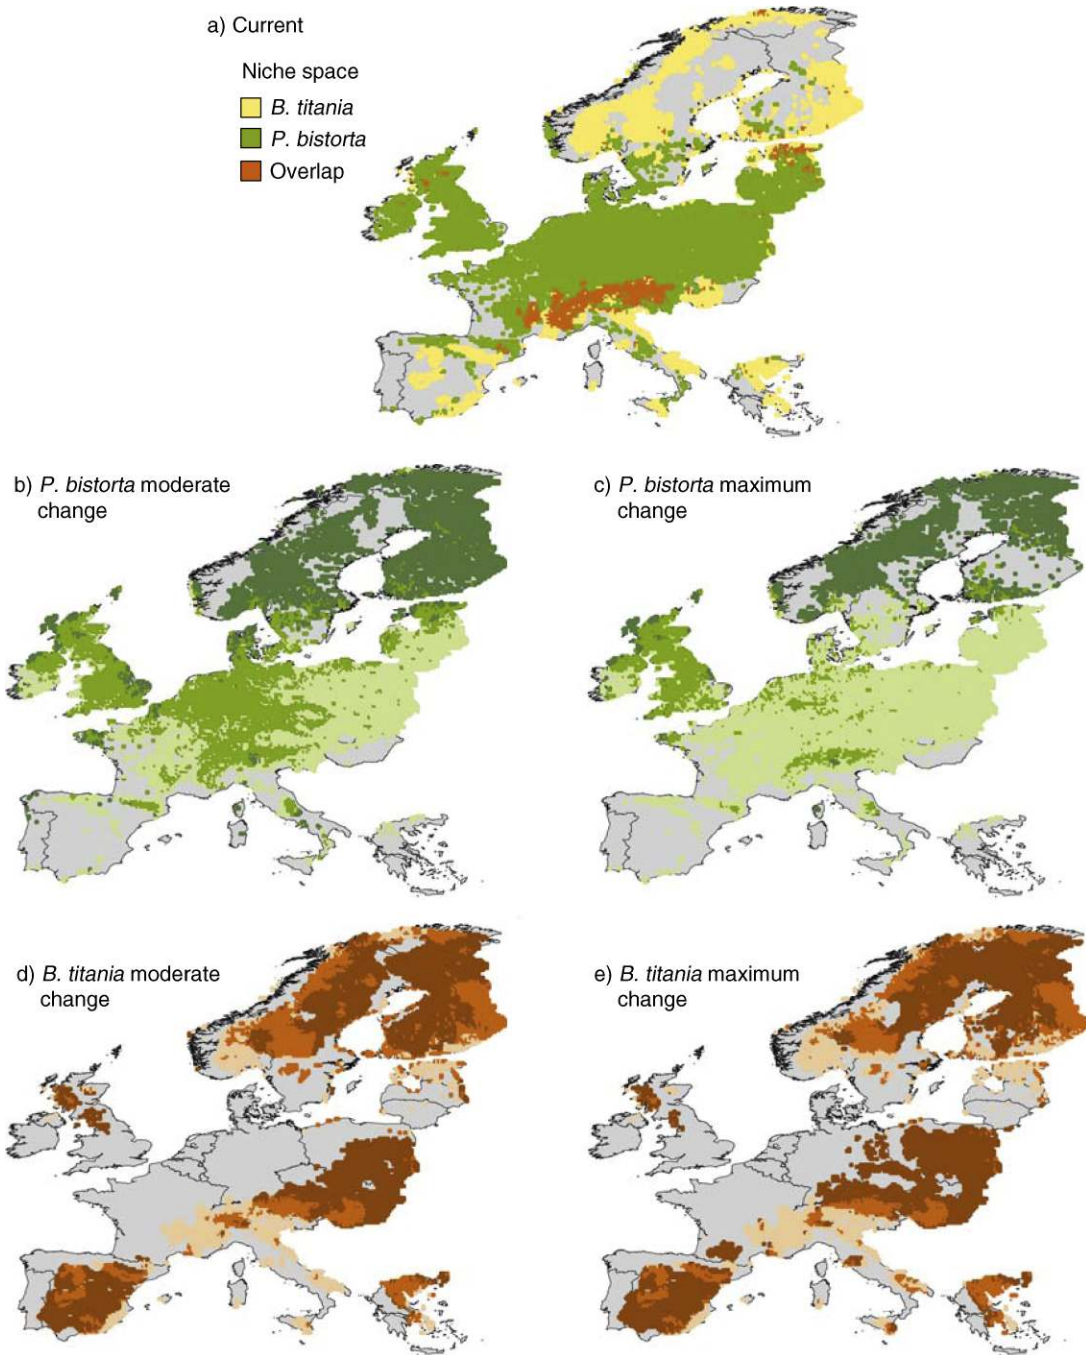 a) Current
Niche space
B. titania
P. bistorta
Overlap
b) P. bistorta moderate
change
c) P. bistorta maximum
change
d) B. titania moderate
change
e) B. titania maximum
change